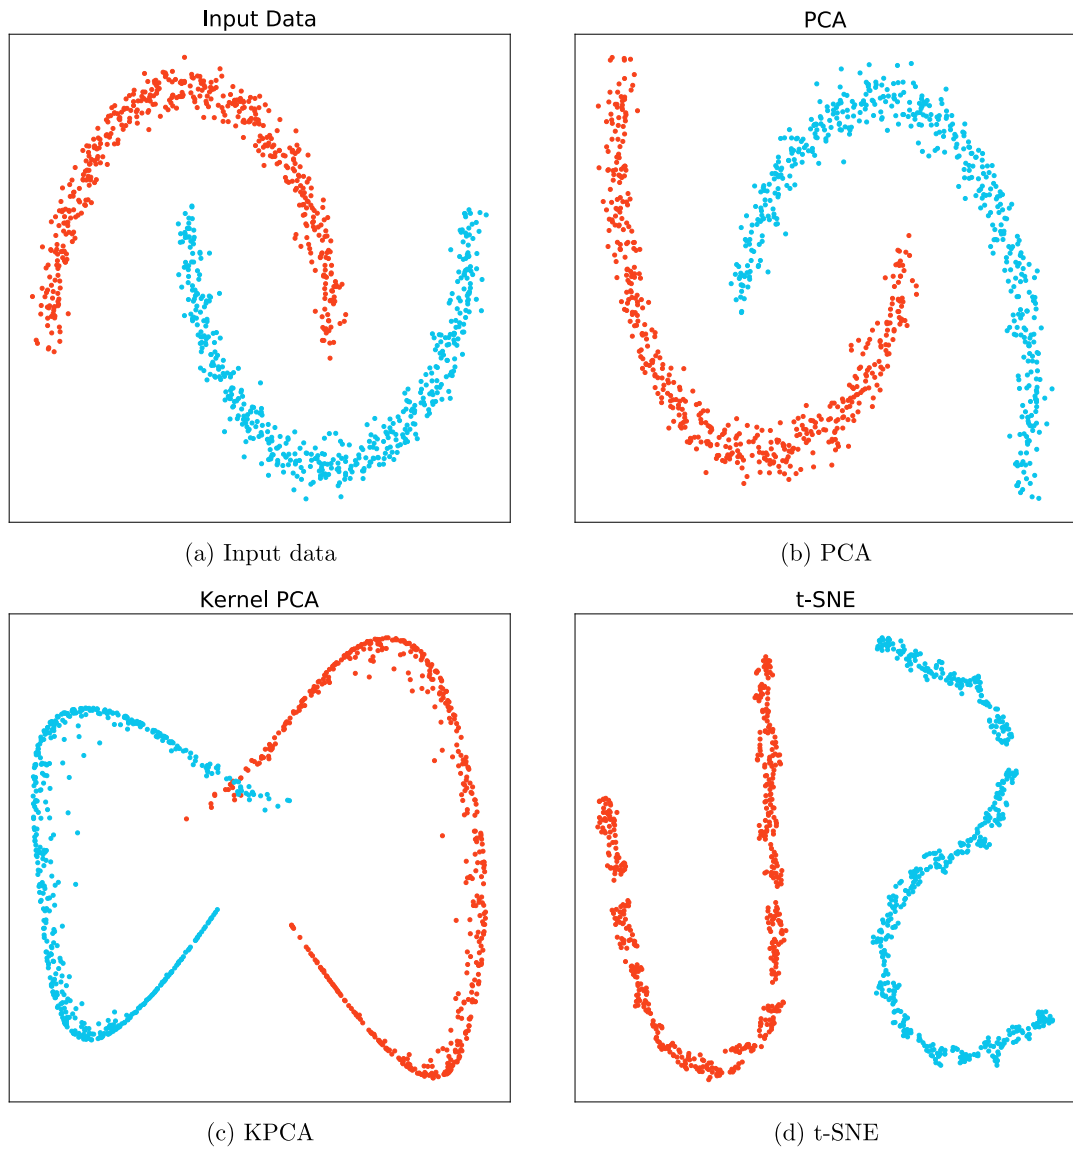 Input Data
PCA
(a) Input data
(b) PCA
Kernel PCA
t-SNE
(c) KPCA
(d) t-SNE